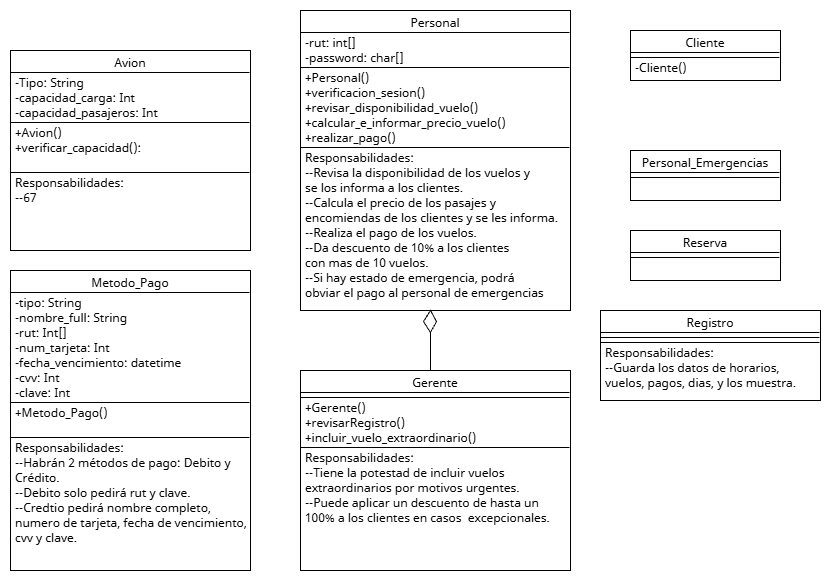 Avion
-Tipo: String
-capacidad_carga: Int
-capacidad_pasajeros: Int
+Avion()
+verificar_capacidad():
Responsabilidades:
--67
Metodo_Pago
-tipo: String
-nombre_full: String
-rut: Int[]
-num_tarjeta: Int
-fecha_vencimiento: datetime
-cvv: Int
-clave: Int
+Metodo_Pago()
Responsabilidades:
--Habrán 2 métodos de pago: Debito y
Crédito.
--Debito solo pedirá rut y clave.
--Credtio pedirá nombre completo,
numero de tarjeta, fecha de vencimiento,
cvv y clave.
Personal
-rut: int[]
-password: char[]
+Personal()
+verificacion_sesion()
+revisar_disponibilidad_vuelo()
+calcular_e_informar_precio_vuelo()
+realizar_pago()
Responsabilidades:
--Revisa la disponibilidad de los vuelos y
se los informa a los clientes.
--Calcula el precio de los pasajes y
encomiendas de los clientes y se les informa.
--Realiza el pago de los vuelos.
--Da descuento de 10% a los clientes
con mas de 10 vuelos.
--Si hay estado de emergencia, podrá
obviar el pago al personal de emergencias
Gerente
+Gerente()
+revisarRegistro()
+incluir_vuelo_extraordinario()
Responsabilidades:
--Tiene la potestad de incluir vuelos
extraordinarios por motivos urgentes.
--Puede aplicar un descuento de hasta un
100% a los clientes en casos excepcionales.
Cliente
-Cliente()
Personal_Emergencias
Reserva
Registro
Responsabilidades:
--Guarda los datos de horarios,
vuelos, pagos, dias, y los muestra.